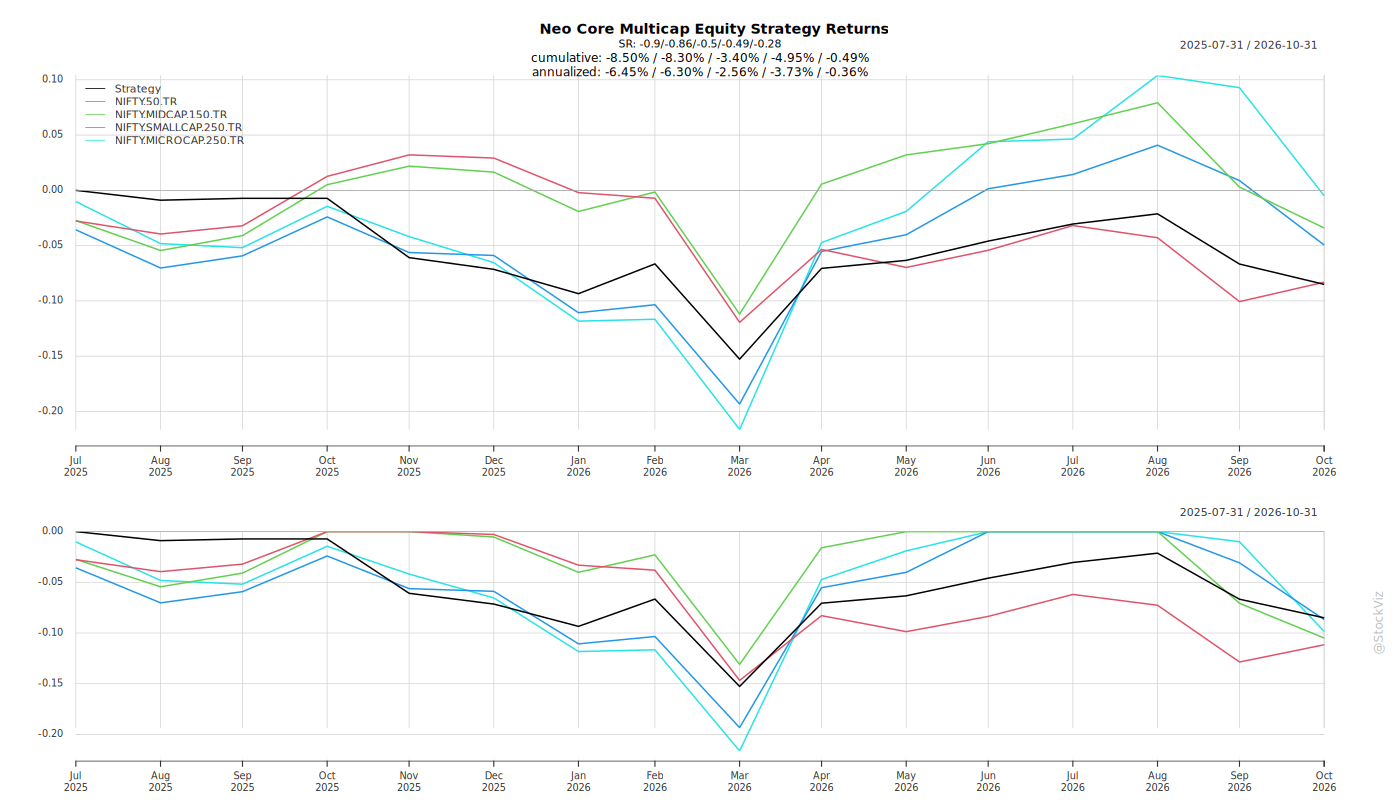 Neo Core Multicap Equity Strategy Returns
SR: -0.9/-0.86/-0.5/-0.49/-0.28
cumulative: -8.50% / -8.30% / -3.40% / -4.95% / -0.49%
annualized: -6.45% / -6.30% / -2.56% / -3.73% / -0.36%
2025-07-31 / 2026-10-31
Strategy
NIFTY.50.TR
NIFTY.MIDCAP.150.TR
NIFTY.SMALLCAP.250.TR
NIFTY.MICROCAP.250.TR
0.10
0.05
0.00
-0.05
-0.10
-0.15
-0.20
Jul Aug Sep Oct Nov Dec Jan Feb Mar Apr May Jun Jul Aug Sep Oct
2025 2025 2025 2025 2025 2025 2026 2026 2026 2026 2026 2026 2026 2026 2026 2026
2025-07-31 / 2026-10-31
0.00
-0.05
-0.10
-0.15
-0.20
Jul Aug Sep Oct Nov Dec Jan Feb Mar Apr May Jun Jul Aug Sep Oct
2025 2025 2025 2025 2025 2025 2026 2026 2026 2026 2026 2026 2026 2026 2026 2026
@StockViz